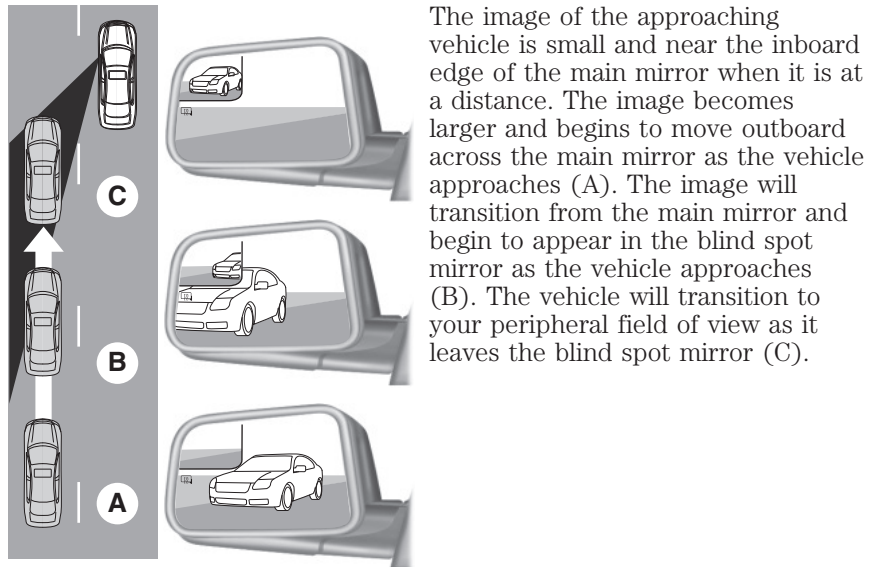 The image of the approaching
vehicle is small and near the inboard
edge of the main mirror when it is at
a distance. The image becomes
larger and begins to move outboard
across the main mirror as the vehicle
approaches (A). The image will
transition from the main mirror and
begin to appear in the blind spot
mirror as the vehicle approaches
(B). The vehicle will transition to
your peripheral field of view as it
leaves the blind spot mirror (C).
C
B
A